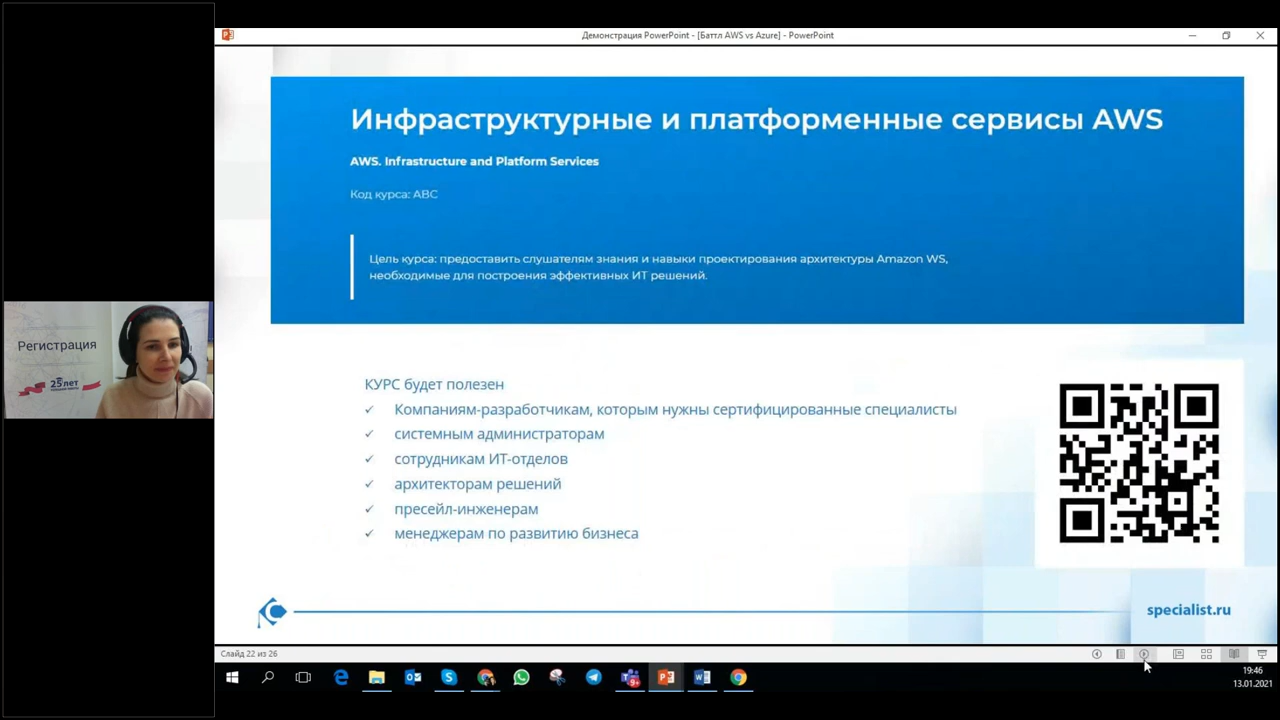 Демонстрация PowerPoint - [Баттл AWS vs Azure] - PowerPoint
Инфраструктурные и платформенные сервисы AWS
AWS. Infrastructure and Platform Services
Код курса: ABC
Цель курса: предоставить слушателям знания и навыки проектирования архитектуры Amazon WS,
необходимые для построения эффективных ИТ решений.
Регистрация
25 лет
КУРС будет полезен
Компаниям-разработчикам, которым нужны сертифицированные специалисты
системным администраторам
сотрудникам ИТ-отделов
архитекторам решений
пресейл-инженерам
менеджерам по развитию бизнеса
specialist.ru
Слайд 22 из 26
19:46
13.01.2021